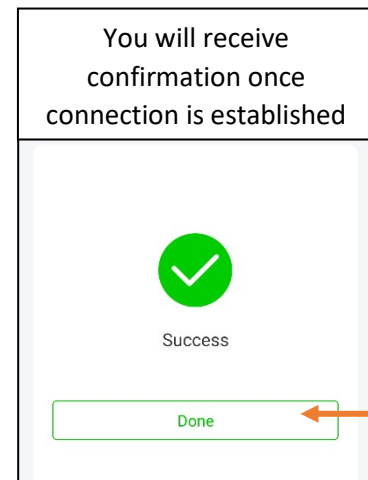 You will receive
confirmation once
connection is established
Success
Done